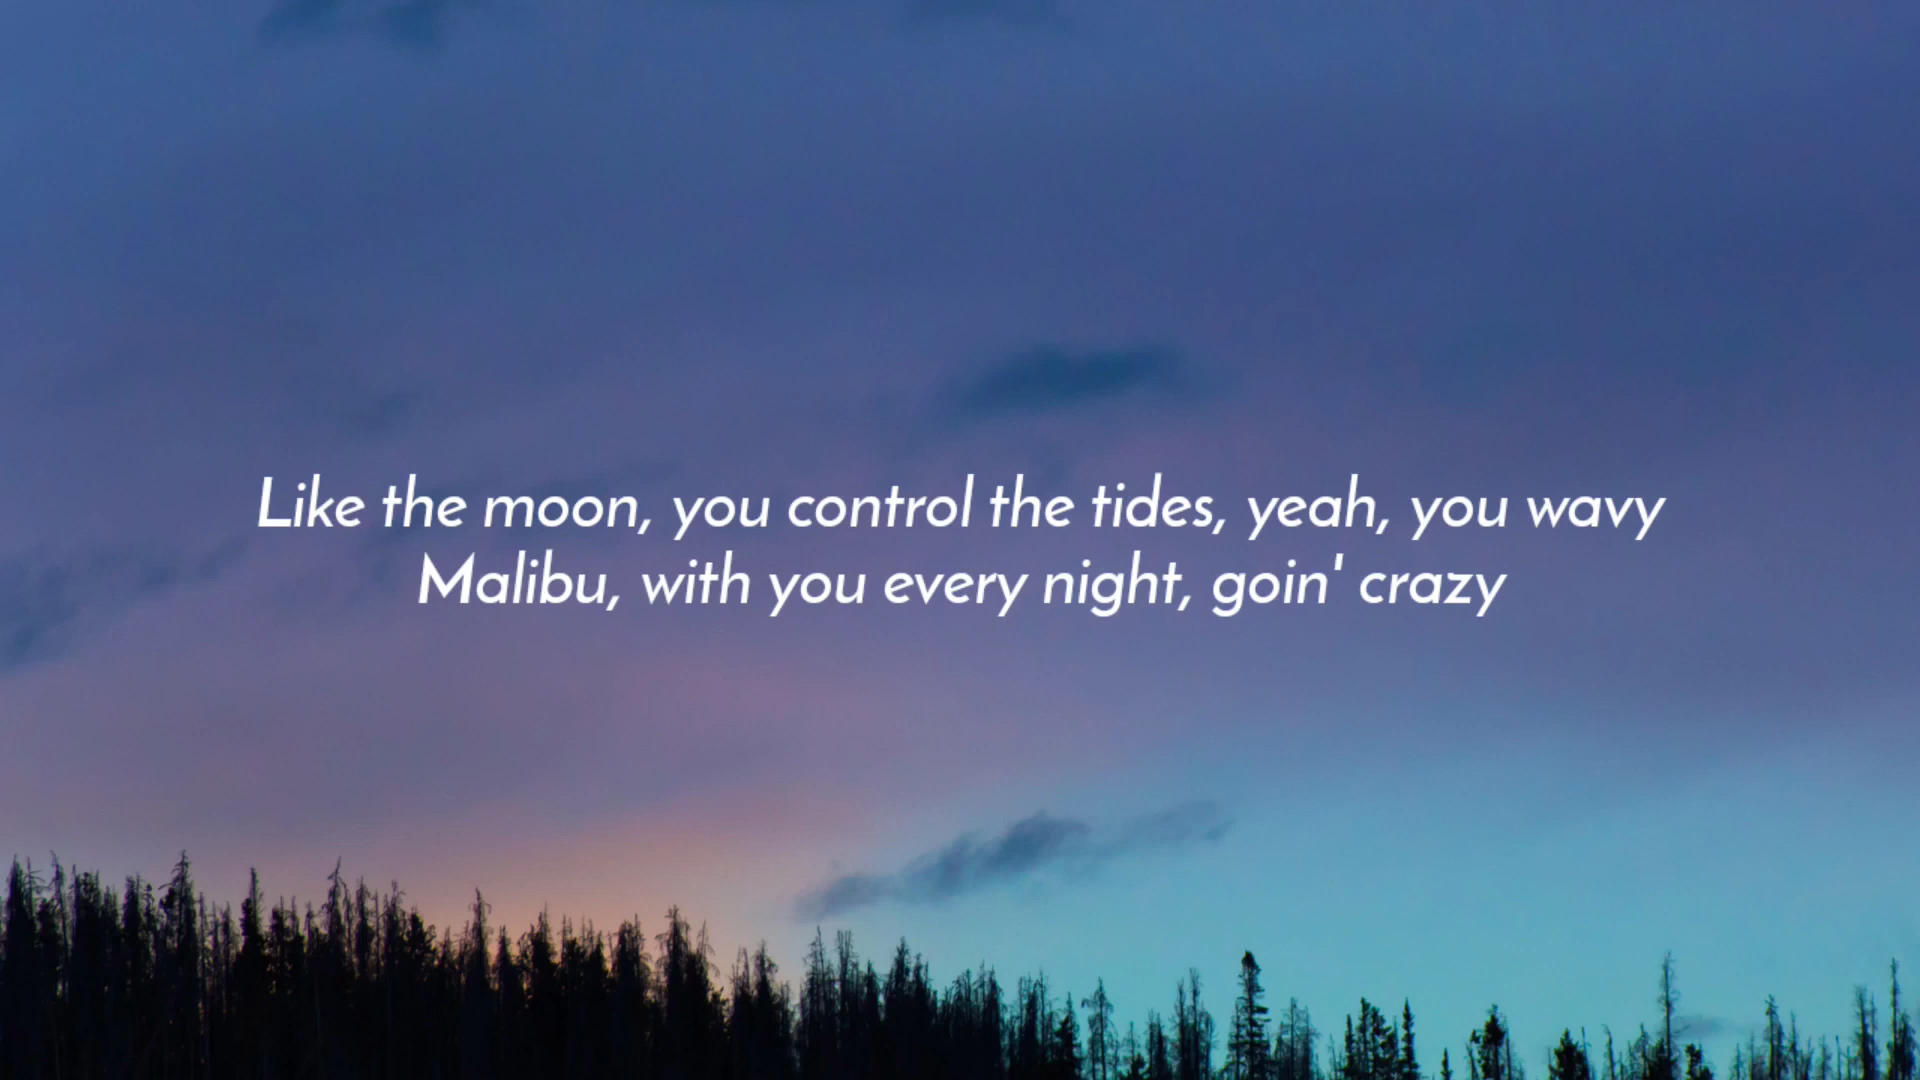 Like the moon, you control the tides, yeah, you wavy
Malibu, with you every night, goin' crazy